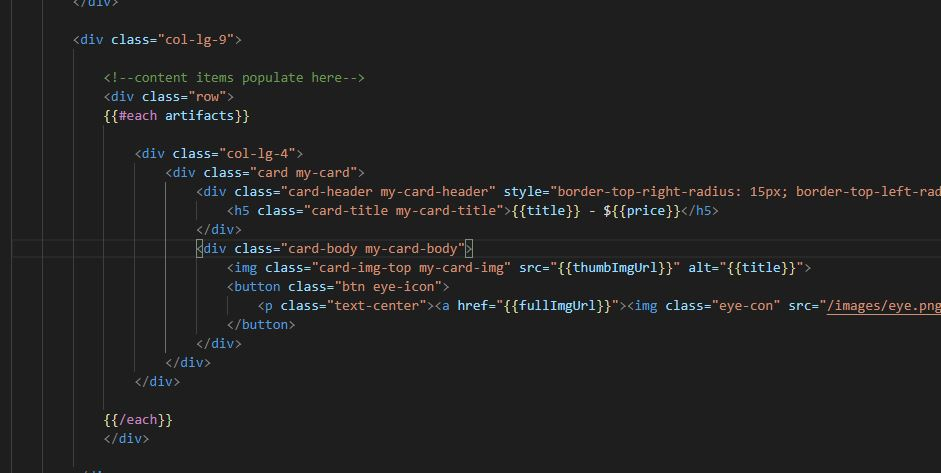 </div>
<div class="col-lg-9">
<!--content items populate here-->
<div class="row">
{{#each artifacts}}
<div class="col-lg-4">
<div class="card my-card">
<div class="card-header my-card-header" style="border-top-right-radius: 15px; border-top-left-rad
<h5 class="card-title my-card-title">{{title}} - ${{price}}</h5>
</div>
<div class="card-body my-card-body">
<img class="card-img-top my-card-img" src="{{thumbImgUrl}}" alt="{{title}}">
<button class="btn eye-icon">
<p class="text-center"><a href="{{fullImgUrl}}"><img class="eye-con" src="/images/eye.png
</button>
</div>
</div>
</div>
{{/each}}
</div>